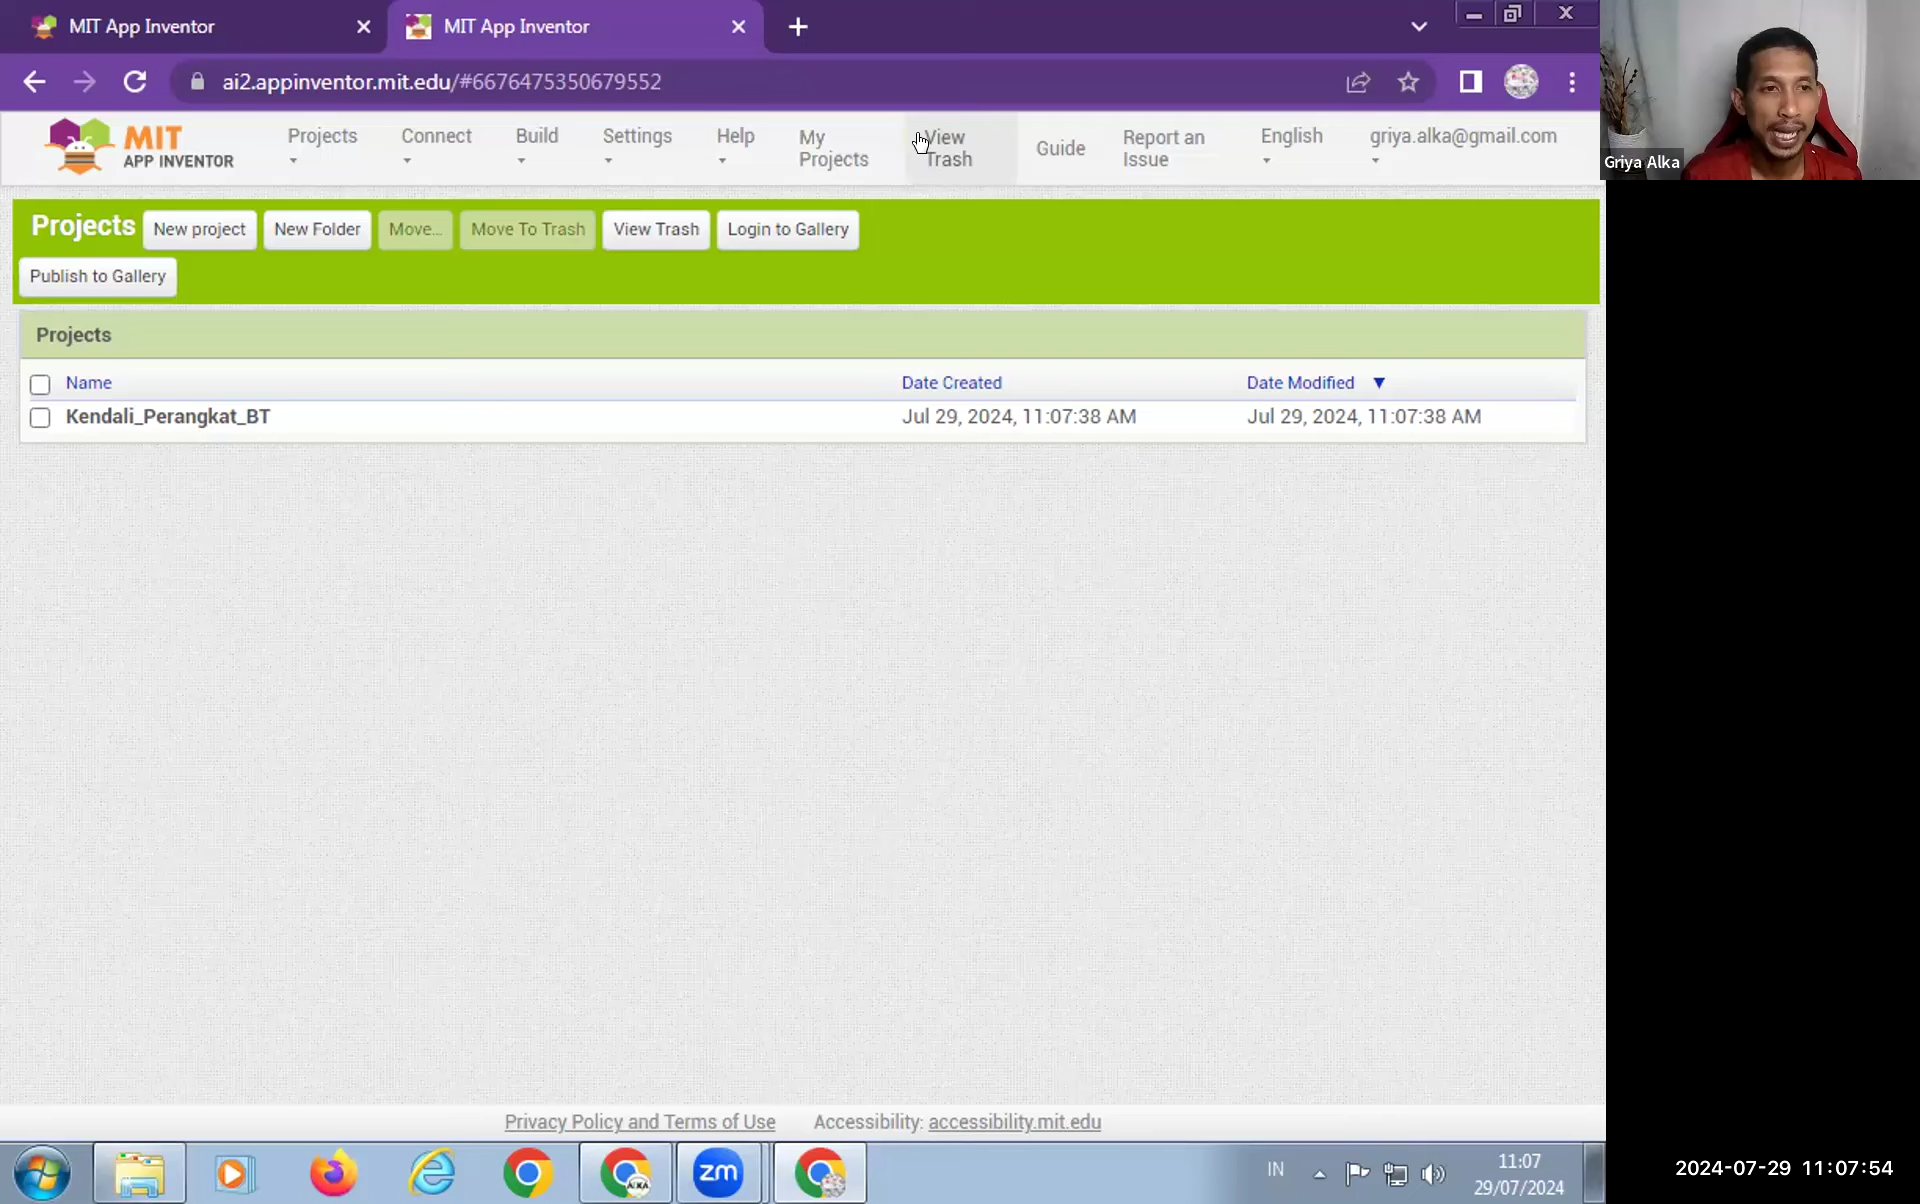 MIT App Inventor
MIT App Inventor
ai2.appinventor.mit.edu/#6676475350679552
MIT
APP INVENTOR
Projects
Connect
Build
Settings
Help
My
Projects
View
Trash
Guide
Report an
Issue
English
griya.alka@gmail.com
Griya Alka
Projects
New project
New Folder
Move...
Move To Trash
View Trash
Login to Gallery
Publish to Gallery
Projects
Name Date Created Date Modified ▼
Kendali_Perangkat_BT Jul 29, 2024, 11:07:38 AM Jul 29, 2024, 11:07:38 AM
Privacy Policy and Terms of Use Accessibility: accessibility.mit.edu
AlKA
zm
IN
11:07
29/07/2024
2024-07-29 11:07:54